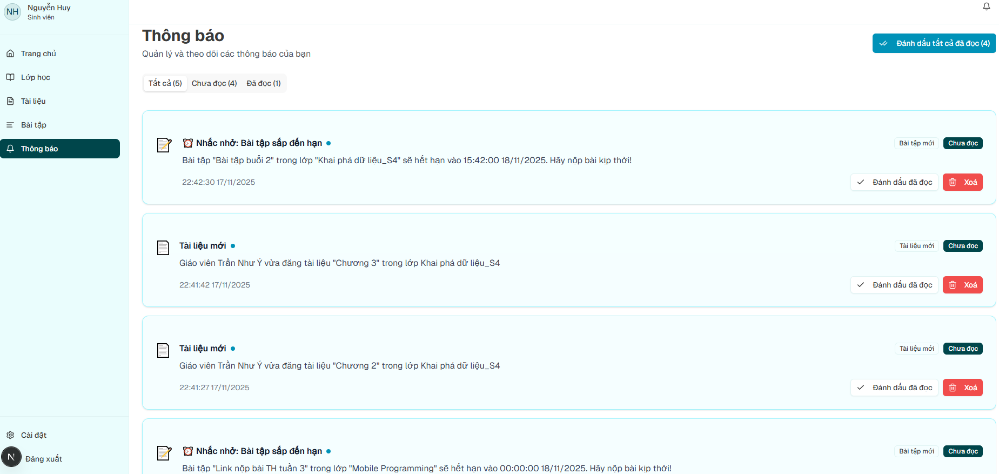 NH
Nguyễn Huy
Sinh viên
Trang chủ
Lớp học
Tài liệu
Bài tập
Thông báo
Cài đặt
N
Đăng xuất
Thông báo
Quản lý và theo dõi các thông báo của bạn
Đánh dấu tất cả đã đọc (4)
Tất cả (5) Chưa đọc (4) Đã đọc (1)
Nhắc nhở: Bài tập sắp đến hạn
Bài tập mới Chưa đọc
Bài tập "Bài tập buổi 2" trong lớp "Khai phá dữ liệu_S4" sẽ hết hạn vào 15:42:00 18/11/2025. Hãy nộp bài kịp thời!
22:42:30 17/11/2025
Đánh dấu đã đọc Xoá
Tài liệu mới
Tài liệu mới Chưa đọc
Giáo viên Trần Như Ý vừa đăng tài liệu "Chương 3" trong lớp Khai phá dữ liệu_S4
22:41:42 17/11/2025
Đánh dấu đã đọc Xoá
Tài liệu mới
Tài liệu mới Chưa đọc
Giáo viên Trần Như Ý vừa đăng tài liệu "Chương 2" trong lớp Khai phá dữ liệu_S4
22:41:27 17/11/2025
Đánh dấu đã đọc Xoá
Nhắc nhở: Bài tập sắp đến hạn
Bài tập mới Chưa đọc
Bài tập "Link nộp bài TH tuần 3" trong lớp "Mobile Programming" sẽ hết hạn vào 00:00:00 18/11/2025. Hãy nộp bài kịp thời!